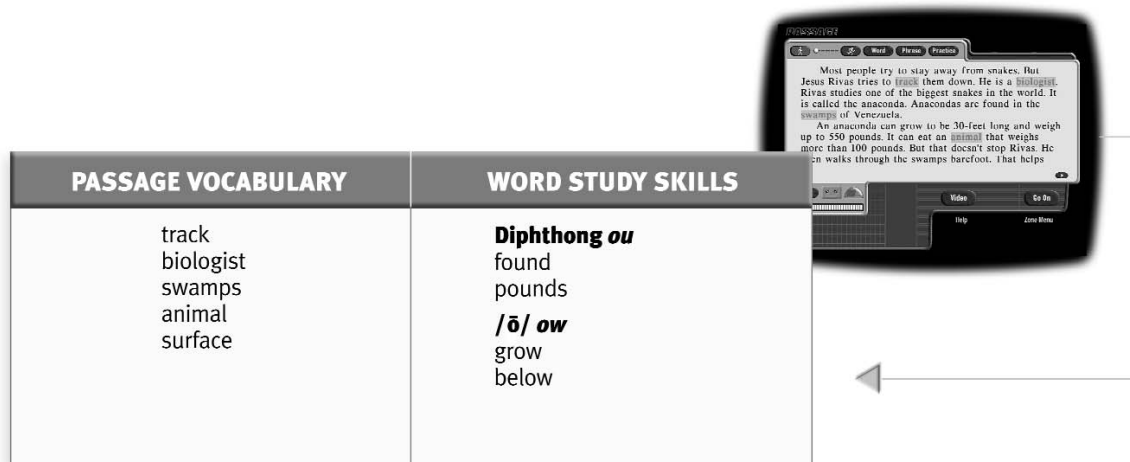 PASSAGE
Word Phrase Practice
Most people try to stay away from snakes. But
Jesus Rivas tries to track them down. He is a biologist.
Rivas studies one of the biggest snakes in the world. It
is called the anaconda. Anacondas are found in the
swamps of Venezuela.
An anaconda can grow to be 30-feet long and weigh
up to 550 pounds. It can eat an animal that weighs
more than 100 pounds. But that doesn't stop Rivas. He
walks through the swamps barefoot. That helps
Video Go On
Help Zone Menu
PASSAGE VOCABULARY
track
biologist
swamps
animal
surface
WORD STUDY SKILLS
Diphthong ou
found
pounds
/ō/ ow
grow
below